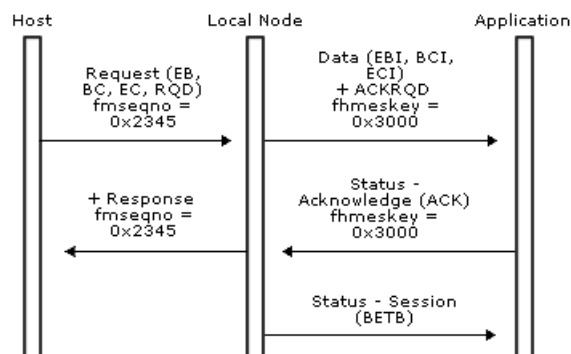 Host
Local Node
Application
Request (EB,
BC, EC, RQD)
fmseqno =
0x2345
Data (EBI, BCI,
ECI)
+ ACKRQD
fhmeskey =
0x3000
+ Response
fmseqno =
0x2345
Status -
Acknowledge (ACK)
fhmeskey =
0x3000
Status - Session
(BETB)